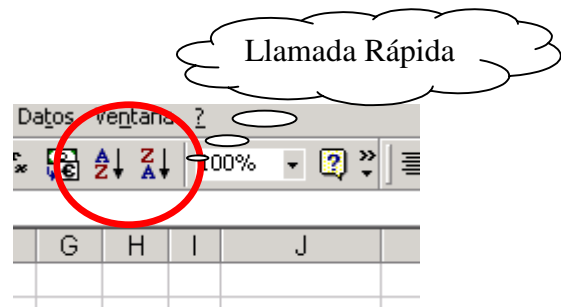 Llamada Rápida
Datos Ventana ?
€ A Z Z A 100% ?
G H I J